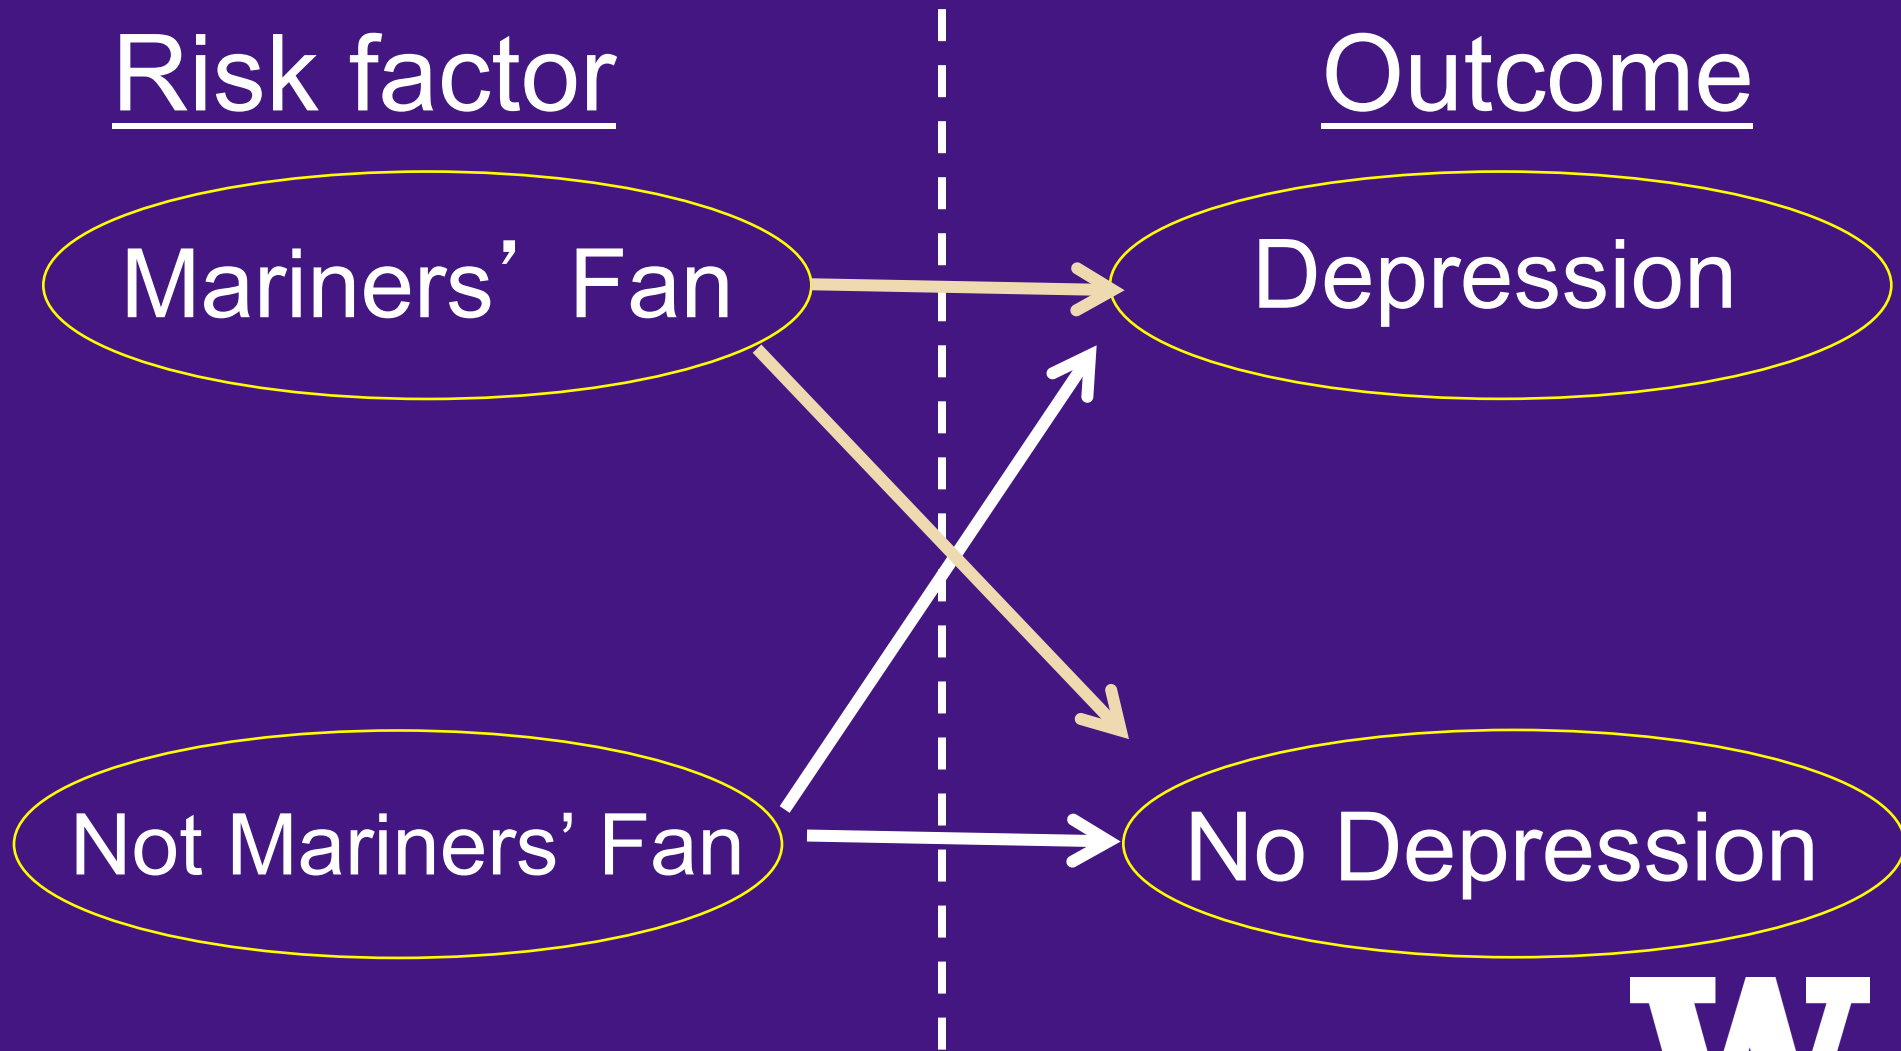 Risk factor
Outcome
Mariners’ Fan
Depression
Not Mariners’ Fan
No Depression
W